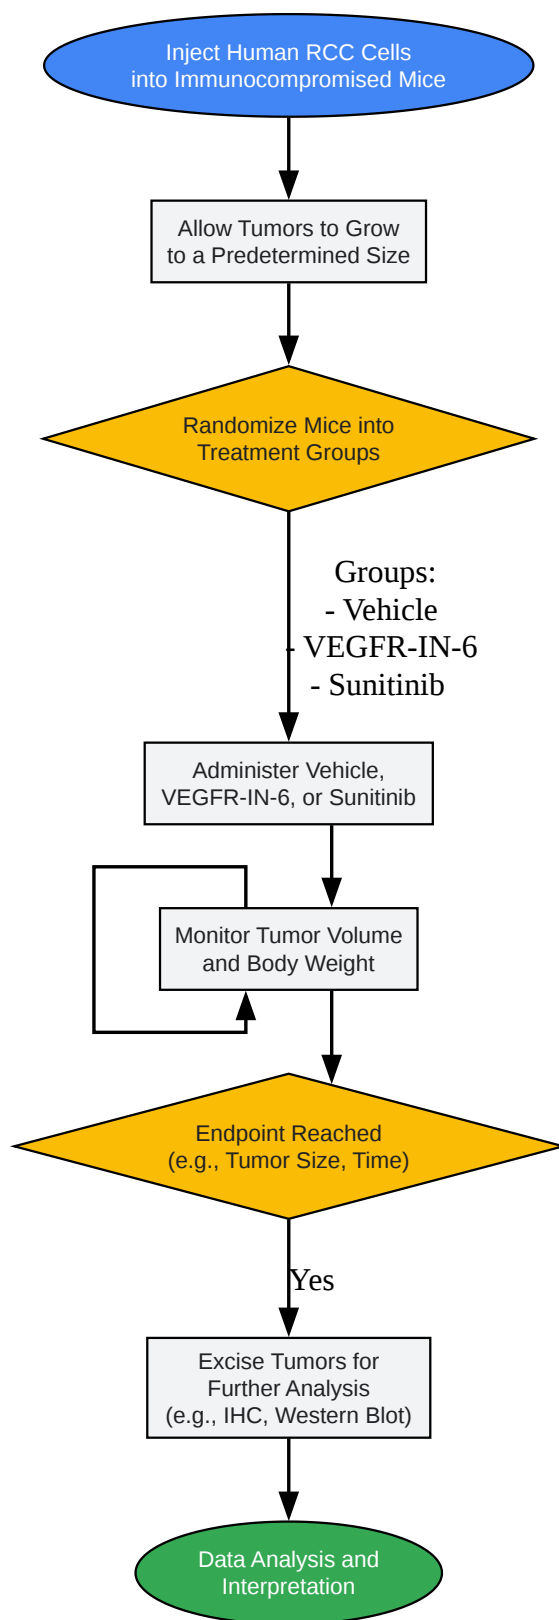 Inject Human RCC Cells
into Immunocompromised Mice
Allow Tumors to Grow
to a Predetermined Size
Randomize Mice into
Treatment Groups
Groups:
- Vehicle
- VEGFR-IN-6
- Sunitinib
Administer Vehicle,
VEGFR-IN-6, or Sunitinib
Monitor Tumor Volume
and Body Weight
Endpoint Reached
(e.g., Tumor Size, Time)
Yes
Excise Tumors for
Further Analysis
(e.g., IHC, Western Blot)
Data Analysis and
Interpretation